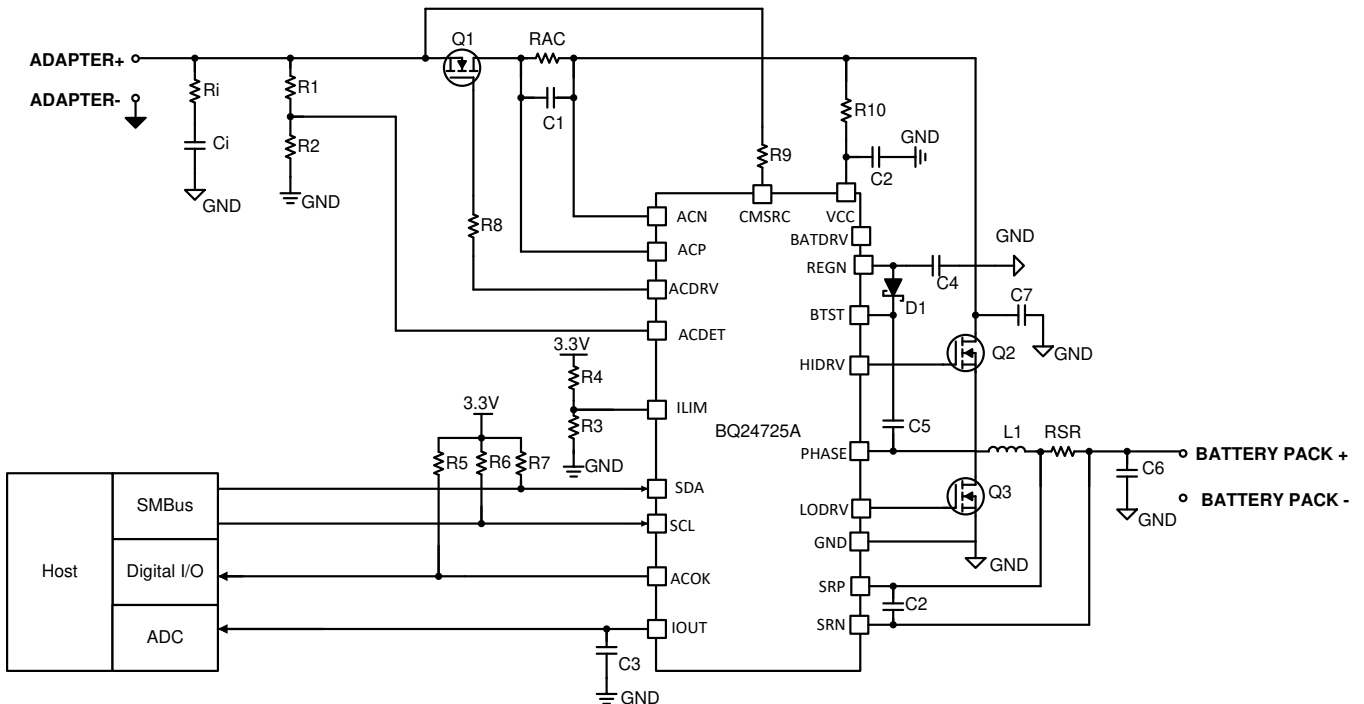 Q1
RAC
ADAPTER+
Ri
R1
R10
ADAPTER-
C1
GND
Ci
R2
R9
C2
GND
GND
CMSRC
VCC
ACN
R8
BATDRV
GND
ACP
REGN
C4
ACDRV
D1
C7
BTST
ACDET
3.3V
Q2
GND
R4
HIDRV
3.3V
ILIM
R3
BQ24725A
C5
L1
RSR
R5
R6
R7
GND
PHASE
BATTERY PACK +
C6
SMBus
SDA
Q3
BATTERY PACK -
LODRV
GND
SCL
GND
GND
Host
Digital I/O
ACOK
SRP
C2
ADC
IOUT
SRN
C3
GND